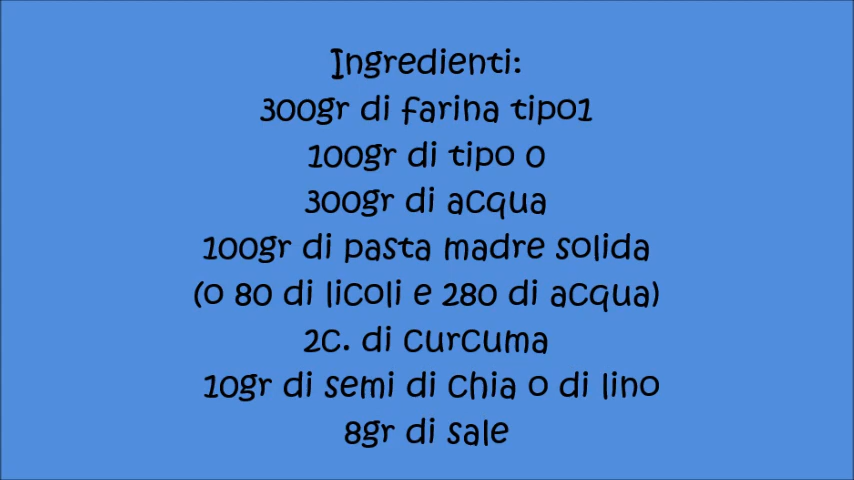 Ingredienti:
300gr di farina tipo1
100gr di tipo 0
300gr di acqua
100gr di pasta madre solida
(o 80 di licoli e 280 di acqua)
2c. di curcuma
10gr di semi di chia o di lino
8gr di sale